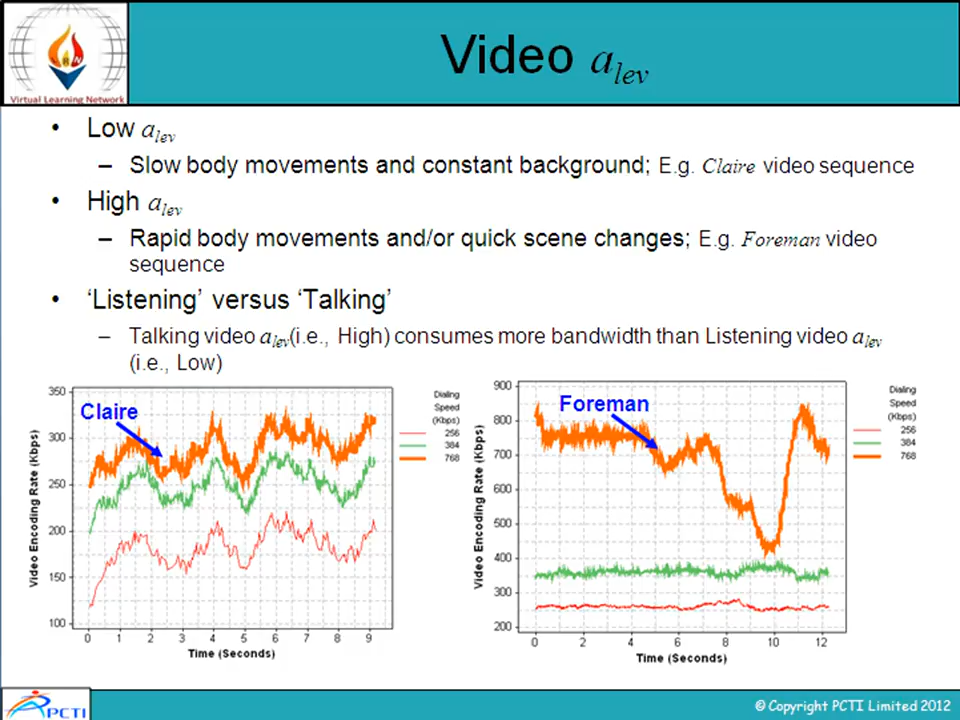 Virtual Learning Network
Video alev
• Low alev
– Slow body movements and constant background; E.g. Claire video sequence
• High alev
– Rapid body movements and/or quick scene changes; E.g. Foreman video
sequence
• ‘Listening’ versus ‘Talking’
– Talking video alev(i.e., High) consumes more bandwidth than Listening video alev
(i.e., Low)
Claire
Video Encoding Rate (Kbps)
350
300
250
200
150
100
0 1 2 3 4 5 6 7 8 9
Time (Seconds)
Dialing
Speed
(Kbps)
256
384
768
Foreman
Video Encoding Rate (Kbps)
900
800
700
600
500
400
300
200
0 2 4 6 8 10 12
Time (Seconds)
Dialing
Speed
(Kbps)
256
384
768
PCTI
© Copyright PCTI Limited 2012